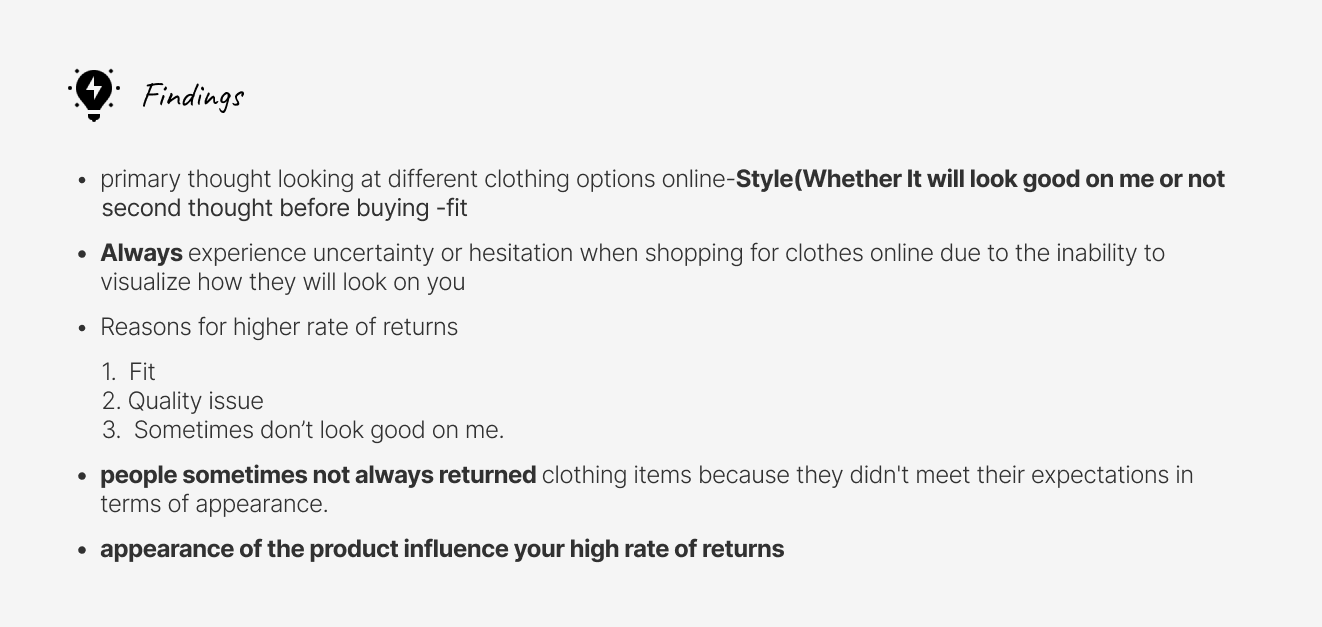 Findings
• primary thought looking at different clothing options online-Style(Whether It will look good on me or not
second thought before buying -fit
• Always experience uncertainty or hesitation when shopping for clothes online due to the inability to
visualize how they will look on you
• Reasons for higher rate of returns
1. Fit
2. Quality issue
3. Sometimes don’t look good on me.
• people sometimes not always returned clothing items because they didn't meet their expectations in
terms of appearance.
• appearance of the product influence your high rate of returns